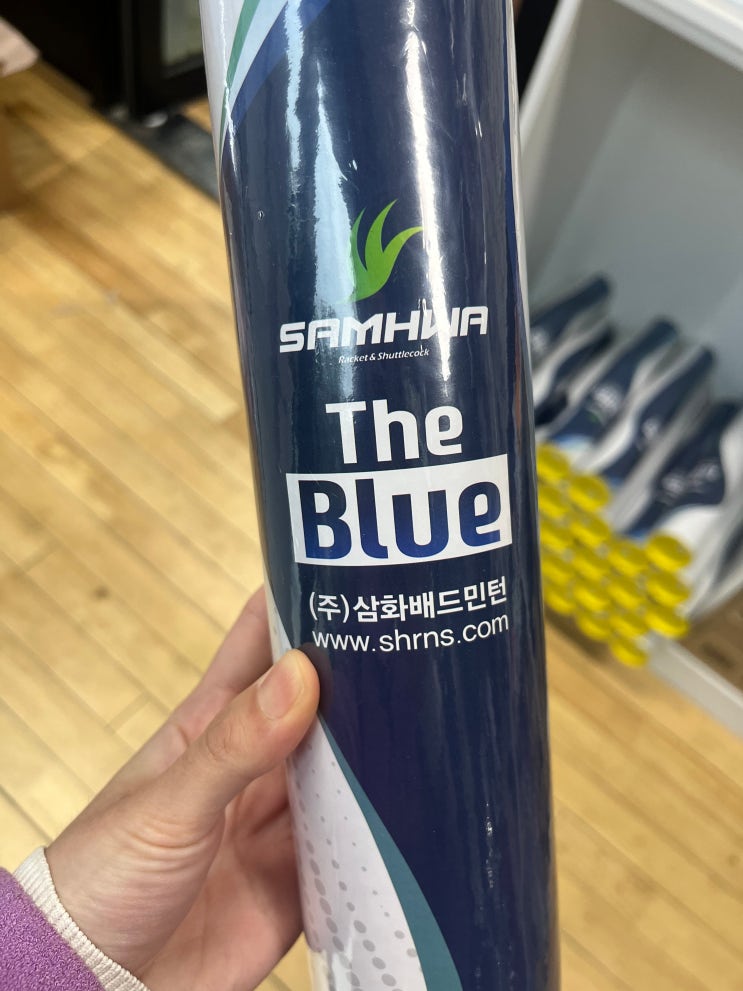 SAMHWA
Racket & Shuttlecock
The
Blue
(주)삼화배드민턴
www.shrns.com